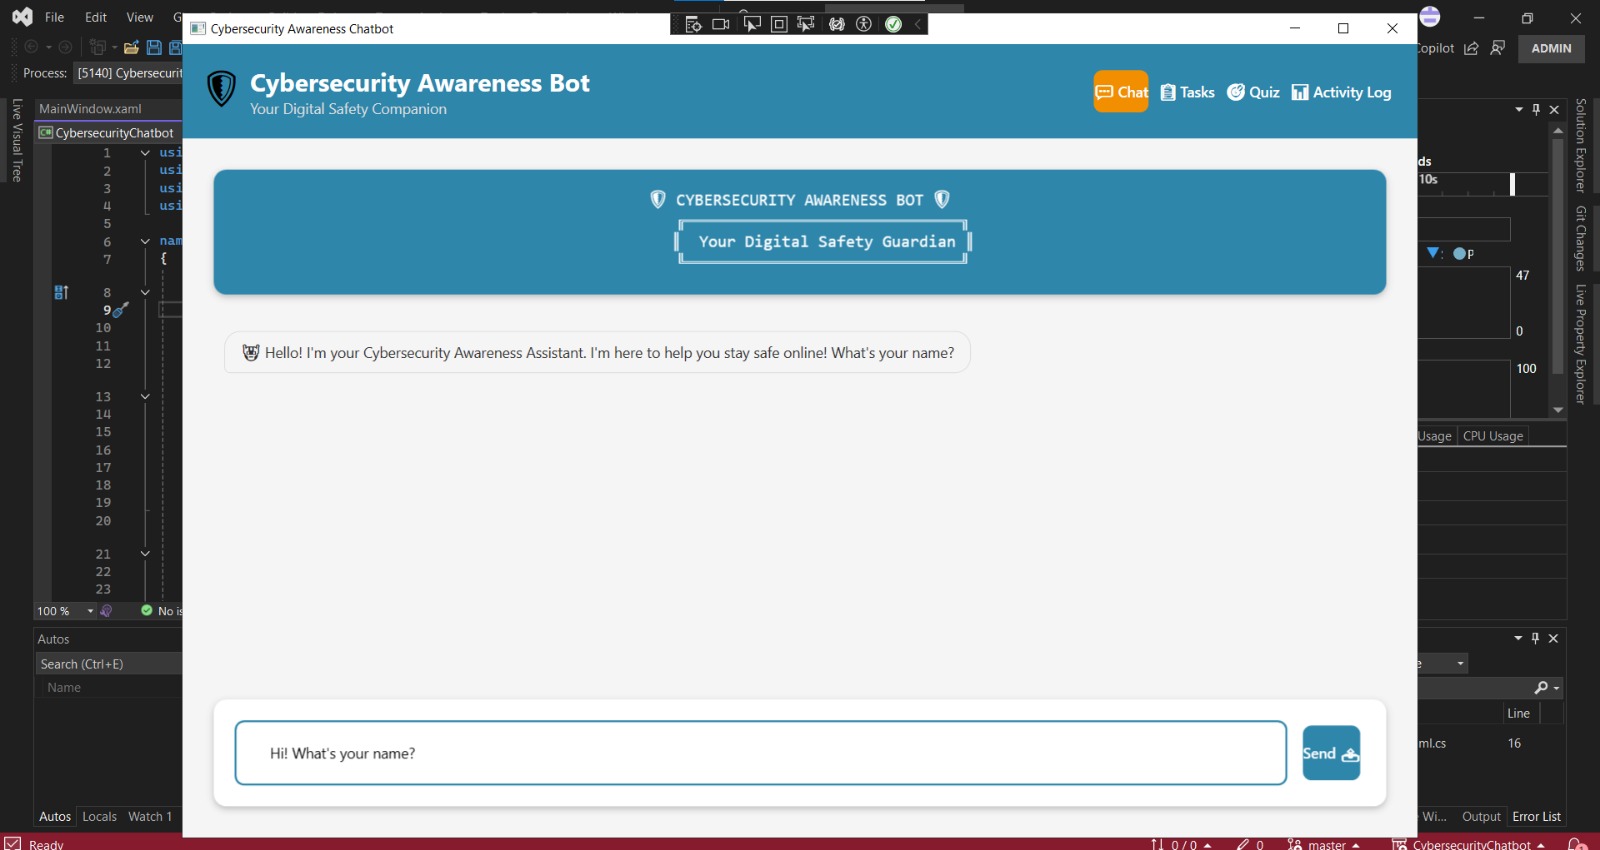 File Edit View
Cybersecurity Awareness Chatbot
Copilot
ADMIN
Process: [5140] Cybersecurit
Cybersecurity Awareness Bot
Your Digital Safety Companion
Chat Tasks Quiz Activity Log
Live Visual Tree
MainWindow.xaml
CybersecurityChatbot
1 usi
2 usi
3 usi
4 usi
5
6 nam
7 {
8
9
10
11
12
13
14
15
16
17
18
19
20
21
22
23
CYBERSECURITY AWARENESS BOT
Your Digital Safety Guardian
Hello! I'm your Cybersecurity Awareness Assistant. I'm here to help you stay safe online! What's your name?
Hi! What's your name?
Send
ds
10s
P
47
0
100
Usage CPU Usage
Solution Explorer
Git Changes
Live Property Explorer
100 % No is
Autos
Search (Ctrl+E)
Name
Autos Locals Watch 1
e
Line
ml.cs 16
Wi... Output Error List
Ready
0 / 0 0 master CybersecurityChatbot